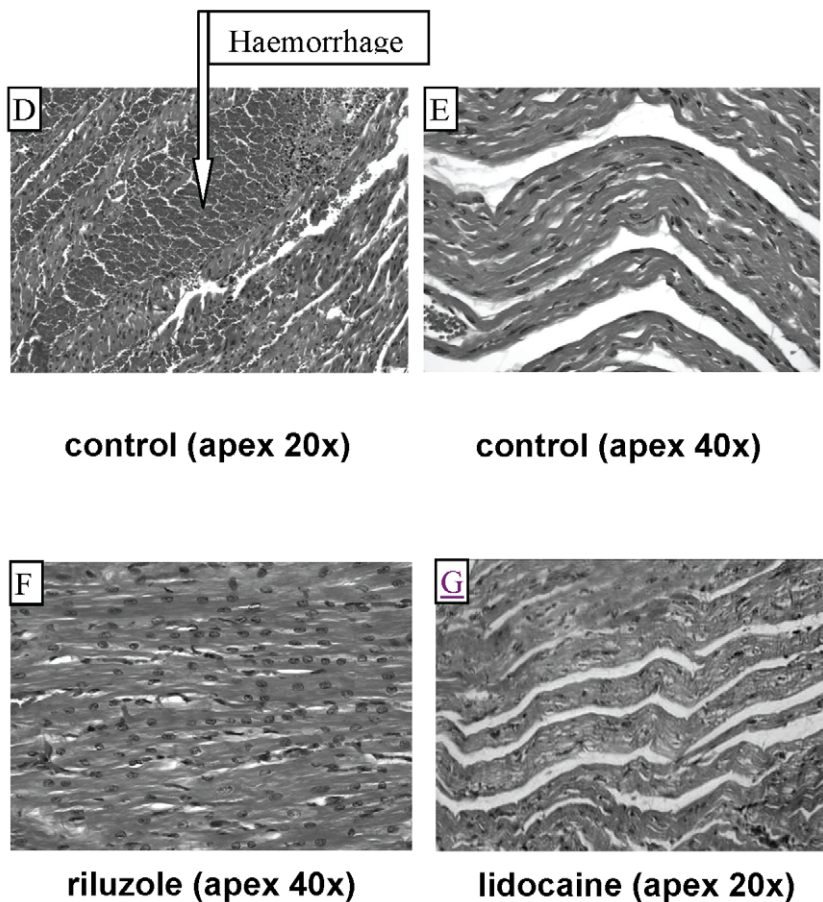 Haemorrhage
D
E
control (apex 20x)
control (apex 40x)
F
G
riluzole (apex 40x)
lidocaine (apex 20x)